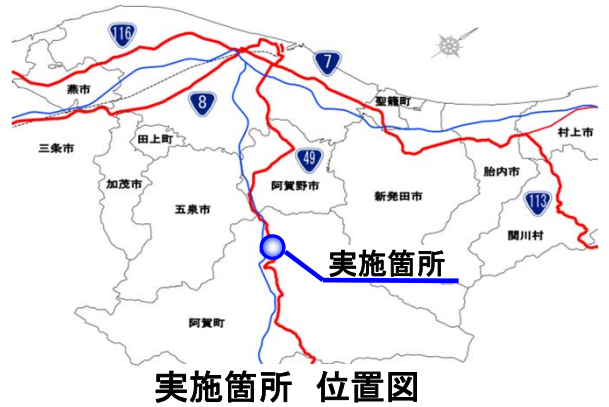 116
7
燕市
8
聖籠町
三条市
田上町
49
村上市
加茂市
五泉市
阿賀野市
新発田市
胎内市
113
関川村
実施箇所
阿賀町
実施箇所 位置図